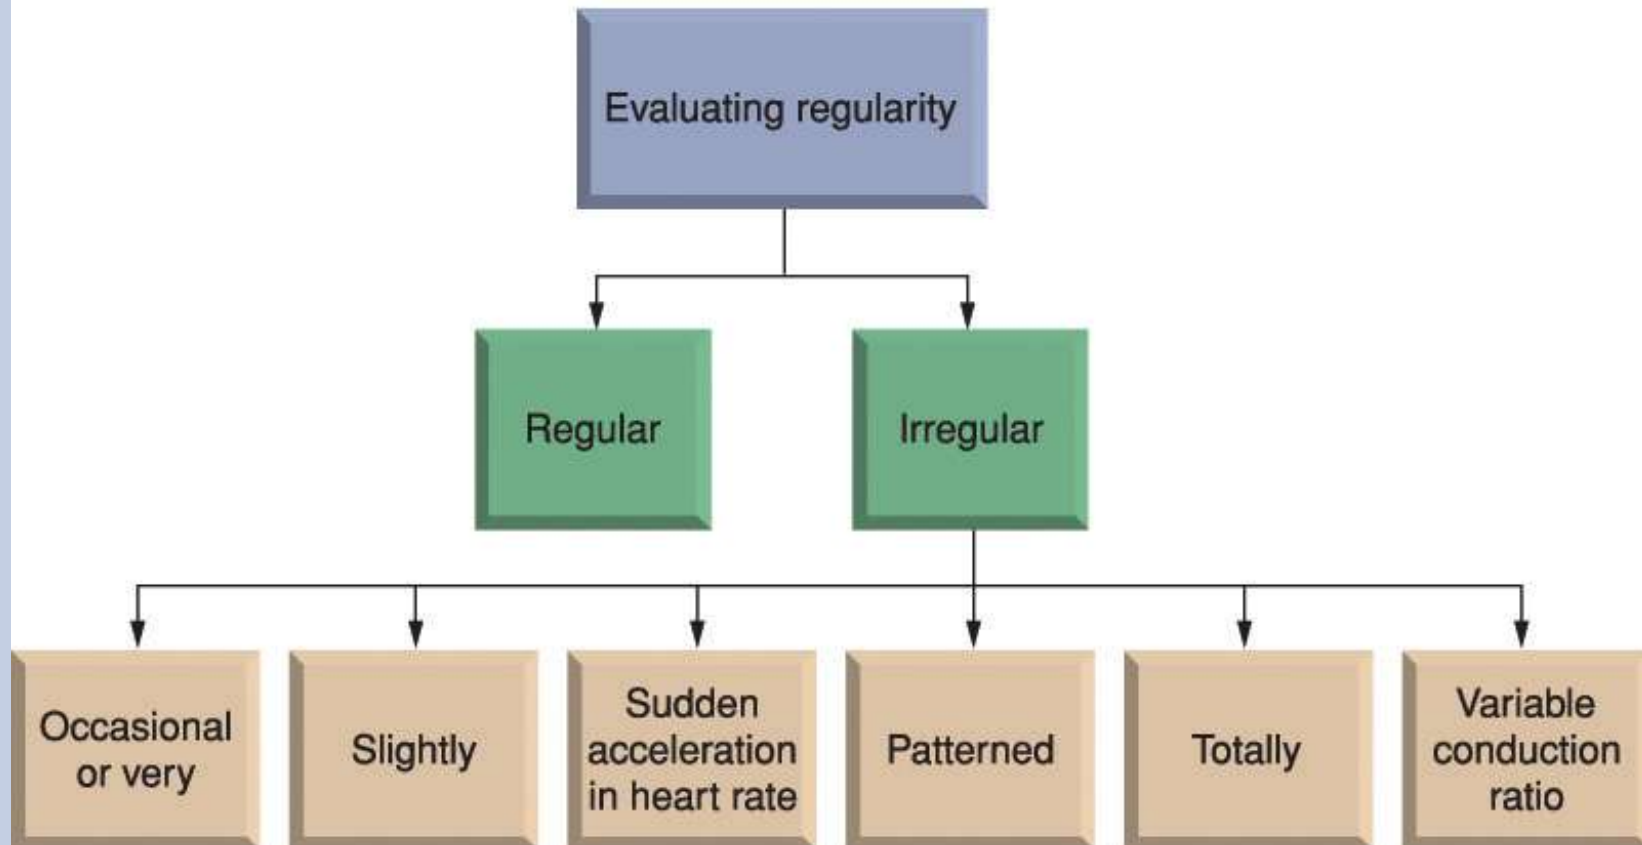 Evaluating regularity
Regular
Irregular
Occasional
or very
Slightly
Sudden
acceleration
in heart rate
Patterned
Totally
Variable
conduction
ratio